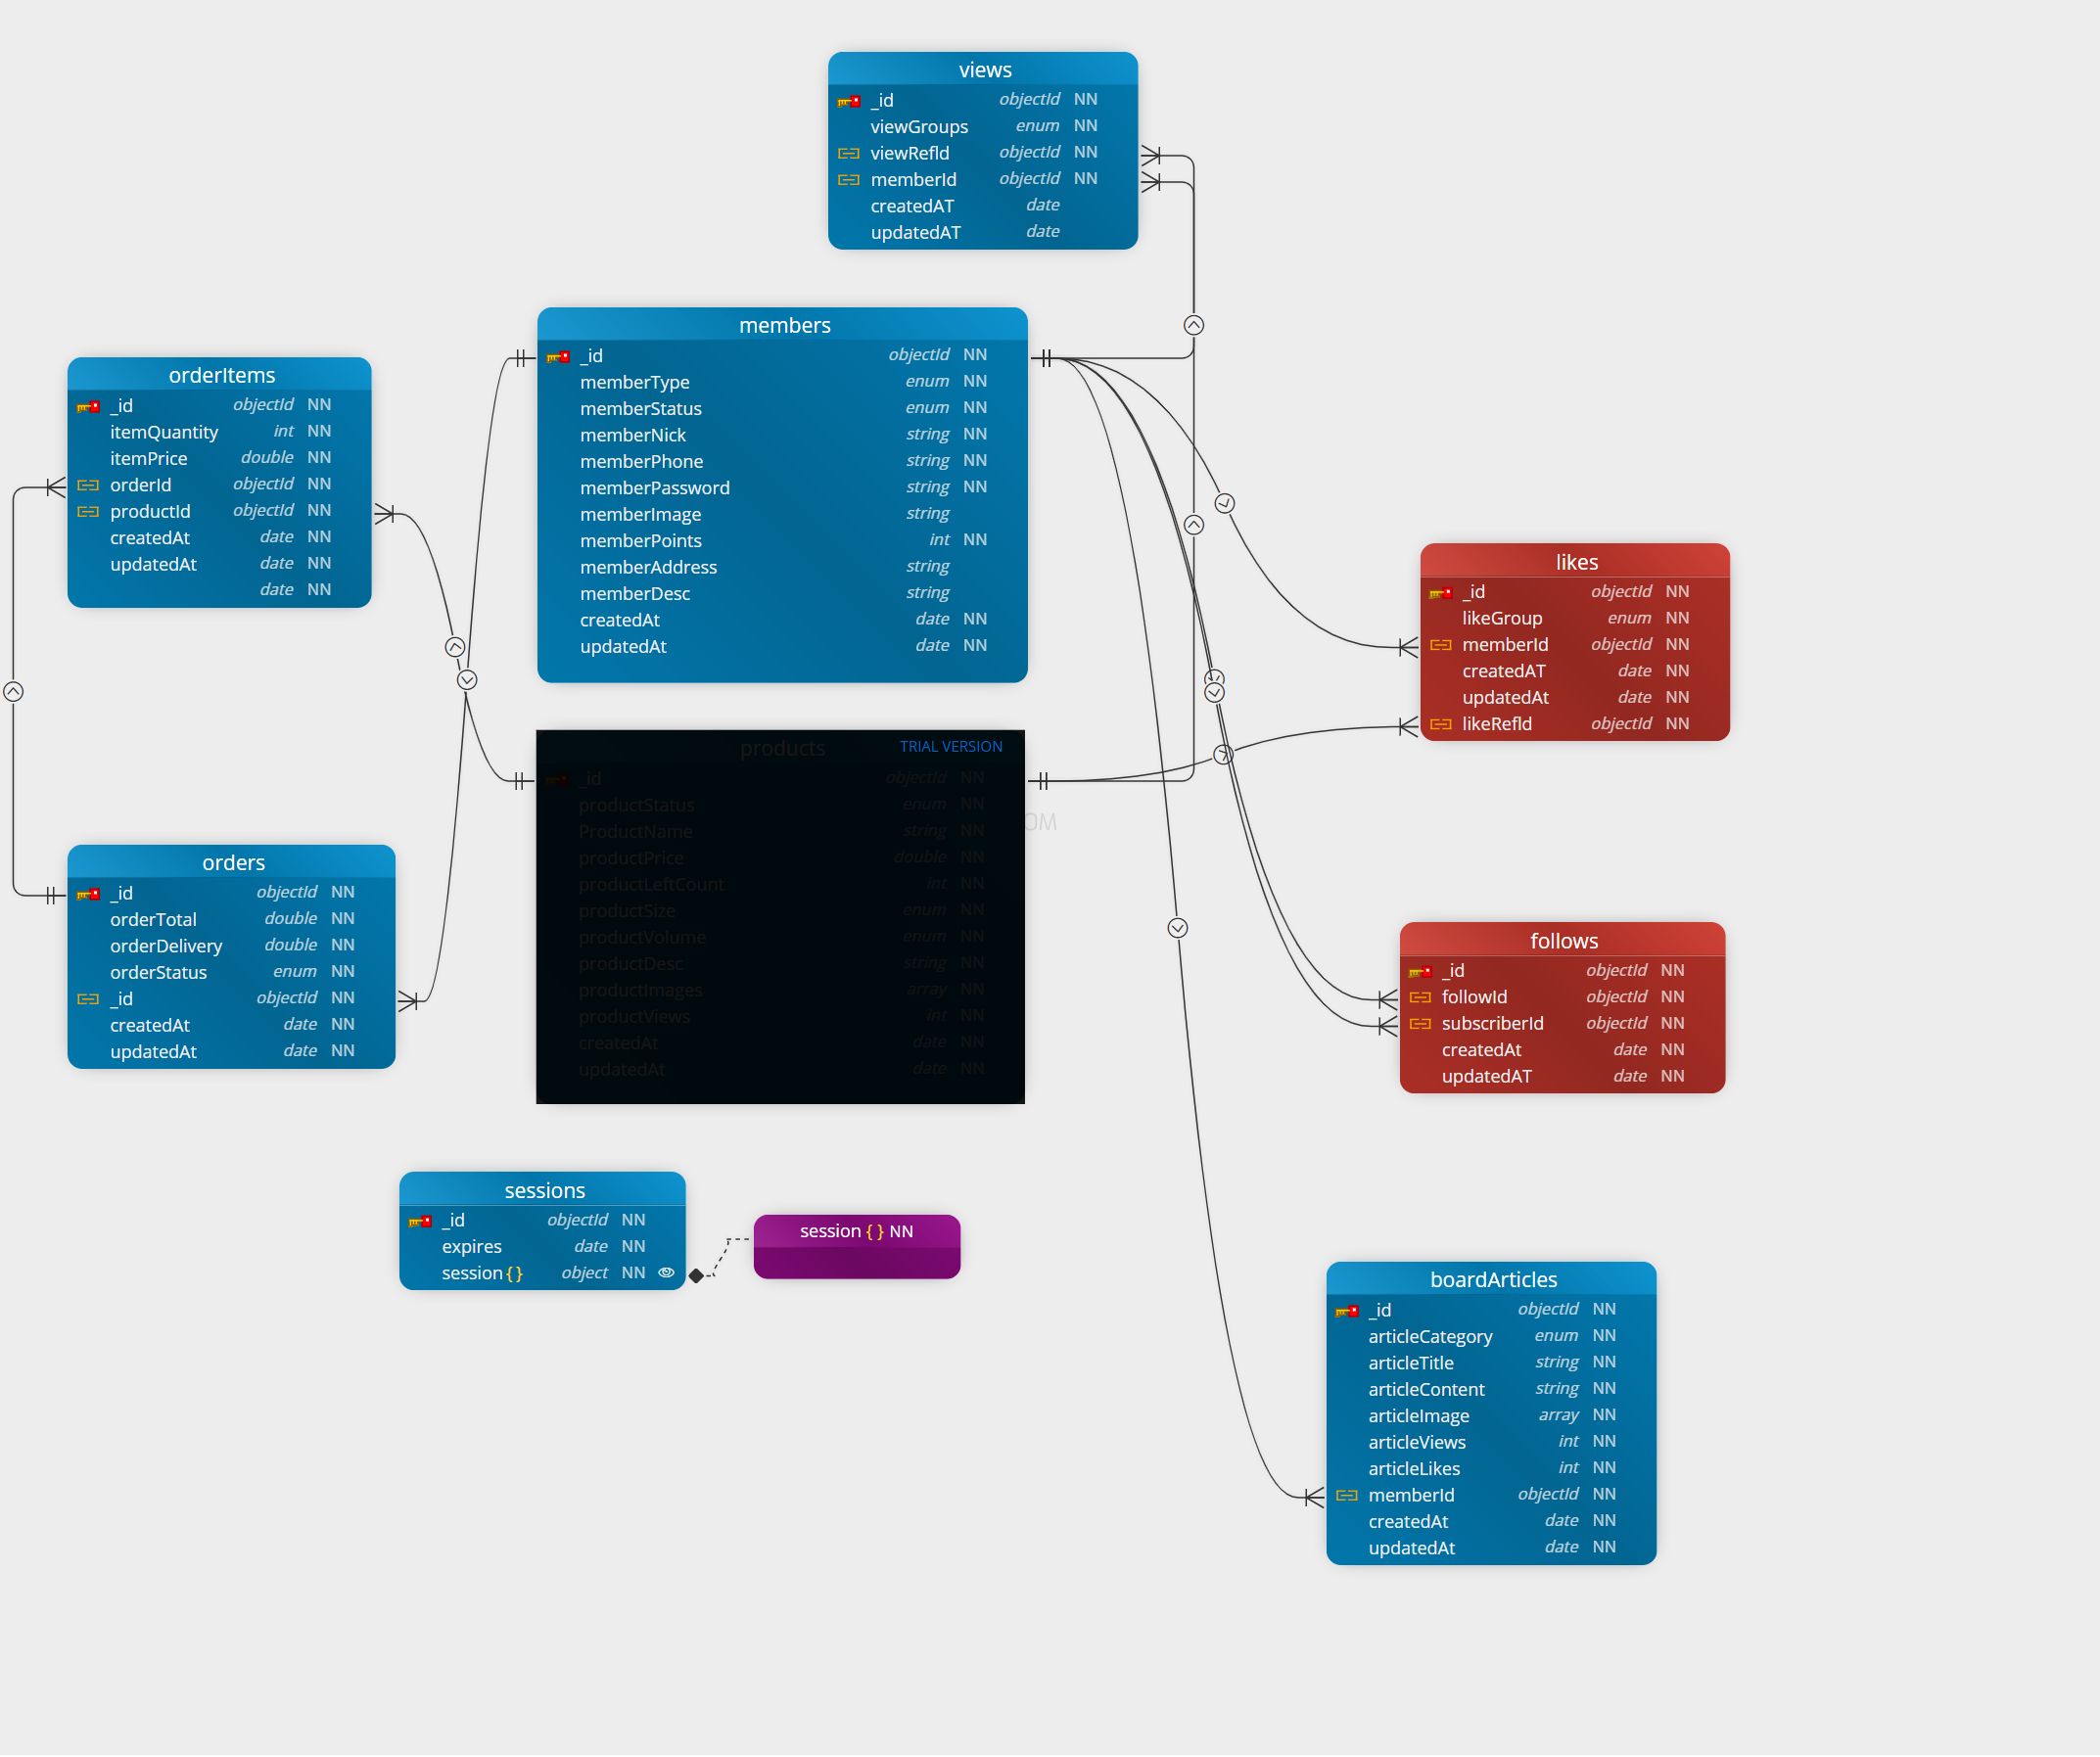 views
_id objectId NN
viewGroups enum NN
viewRefId objectId NN
memberId objectId NN
createdAT date
updatedAT date
members
_id objectId NN
memberType enum NN
memberStatus enum NN
memberNick string NN
memberPhone string NN
memberPassword string NN
memberImage string
memberPoints int NN
memberAddress string
memberDesc string
createdAt date NN
updatedAt date NN
orderItems
_id objectId NN
itemQuantity int NN
itemPrice double NN
orderId objectId NN
productId objectId NN
createdAt date NN
updatedAt date NN
date NN
likes
_id objectId NN
likeGroup enum NN
memberId objectId NN
createdAT date NN
updatedAt date NN
likeRefId objectId NN
products TRIAL VERSION
_id objectId NN
productStatus enum NN
ProductName string NN
productPrice double NN
productLeftCount int NN
productSize enum NN
productVolume enum NN
productDesc string NN
productImages array NN
productViews int NN
createdAt date NN
updatedAt date NN
OM
orders
_id objectId NN
orderTotal double NN
orderDelivery double NN
orderStatus enum NN
_id objectId NN
createdAt date NN
updatedAt date NN
follows
_id objectId NN
followId objectId NN
subscriberId objectId NN
createdAt date NN
updatedAT date NN
sessions
_id objectId NN
expires date NN
session { } object NN
session { } NN
boardArticles
_id objectId NN
articleCategory enum NN
articleTitle string NN
articleContent string NN
articleImage array NN
articleViews int NN
articleLikes int NN
memberId objectId NN
createdAt date NN
updatedAt date NN